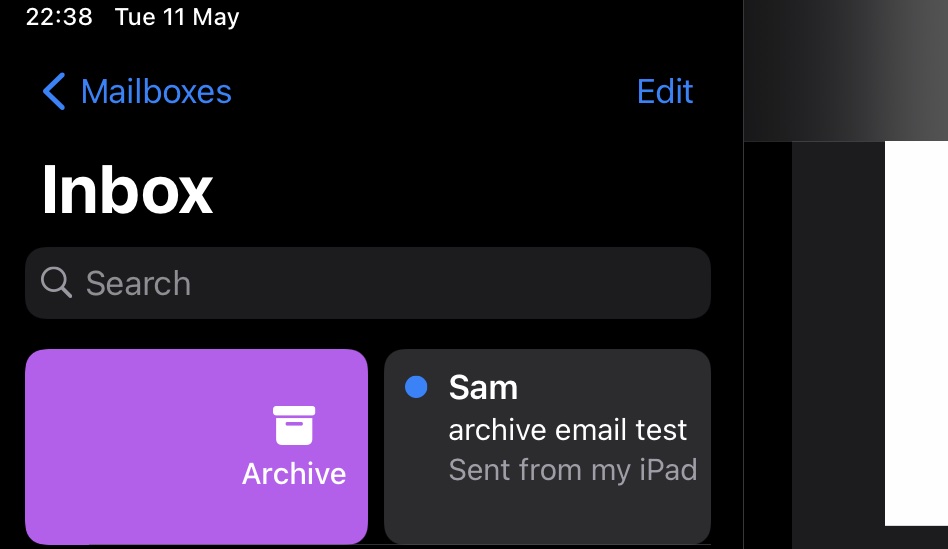 22:38 Tue 11 May
Mailboxes Edit
Inbox
Search
Archive
Sam
archive email test
Sent from my iPad